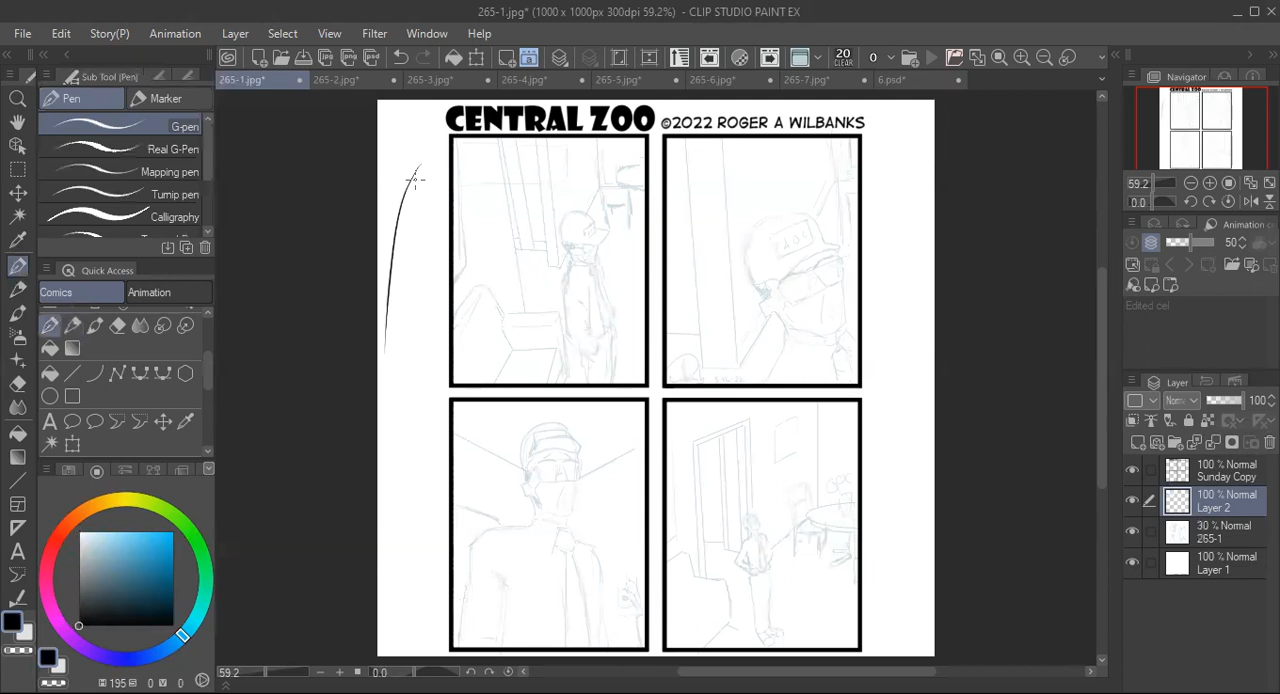 265-1.jpg* (1000 x 1000px 300dpi 59.2%) - CLIP STUDIO PAINT EX
File Edit Story(P) Animation Layer Select View Filter Window Help
20
CLEAR
0
Sub Tool [Pen]
265-1.jpg* 265-2.jpg* 265-3.jpg* 265-4.jpg* 265-5.jpg* 265-6.jpg* 265-7.jpg* 6.psd*
Pen Marker
G-pen
Real G-Pen
Mapping pen
Turnip pen
Calligraphy
Quick Access
Comics Animation
A
A
H 195 S 0 V 0
CENTRAL ZOO ©2022 ROGER A WILBANKS
59.2 0.0
Navigator
59.2
0.0
Animation
50
Edited cel
Layer
Norm 100
100 % Normal
Sunday Copy
100 % Normal
Layer 2
30 % Normal
265-1
100 % Normal
Layer 1